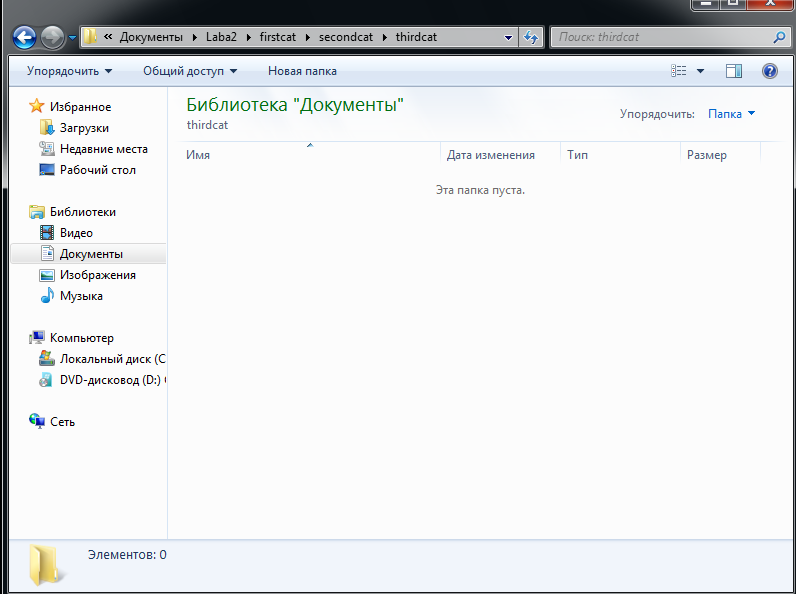 « Документы Laba2 firstcat secondcat thirdcat Поиск: thirdcat
Упорядочить Общий доступ Новая папка
Избранное
Загрузки
Недавние места
Рабочий стол
Библиотеки
Видео
Документы
Изображения
Музыка
Компьютер
Локальный диск (C
DVD-дисковод (D:)
Сеть
Библиотека "Документы"
thirdcat
Упорядочить: Папка
Имя Дата изменения Тип Размер
Эта папка пуста.
Элементов: 0